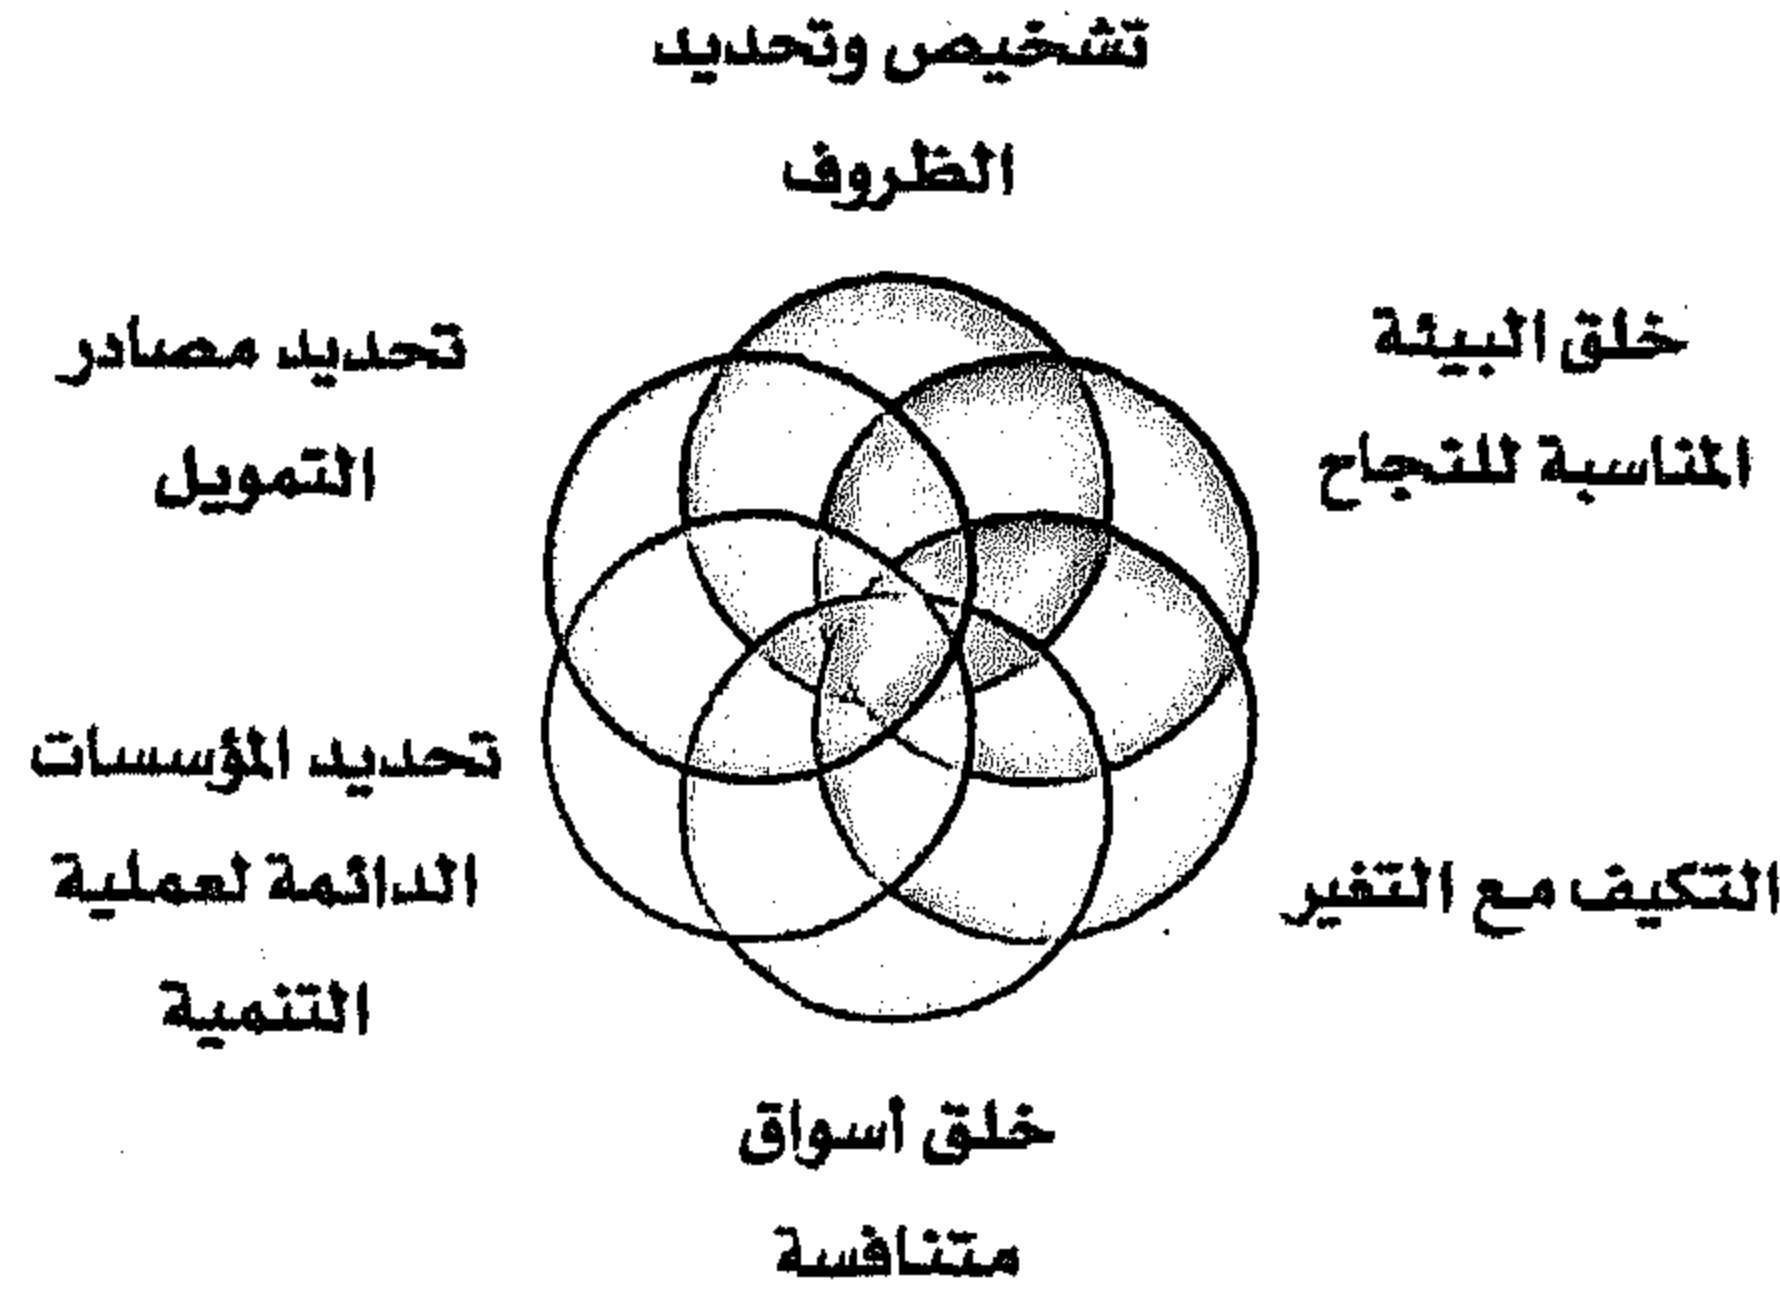 تشخيص وتحديد
الظروف
خلق البيئة
المناسبة للنجاح
التكيف مع التغير
خلق أسواق
متنافسة
تحديد المؤسسات
الدائمة لعملية
التنمية
تحديد مصادر
التمويل